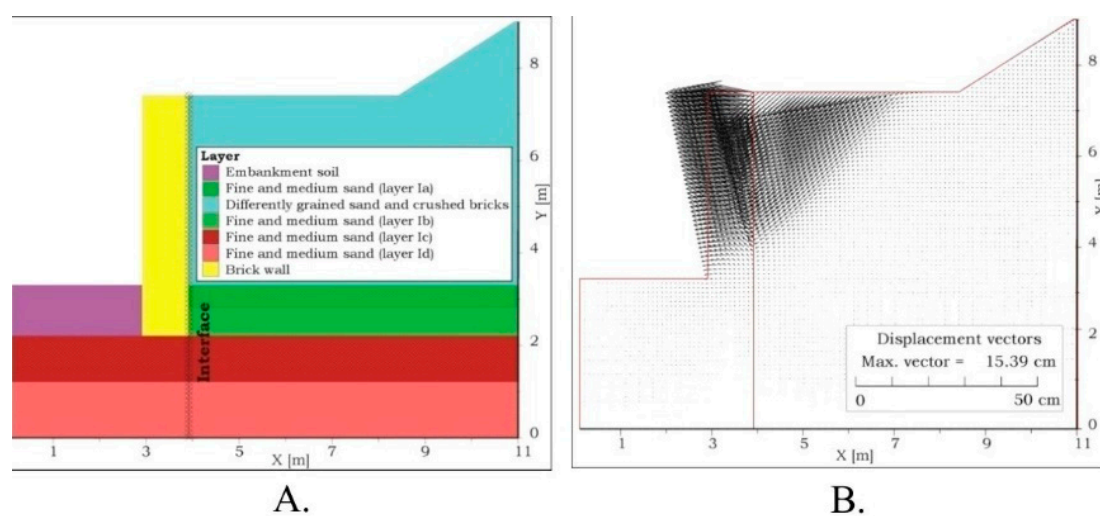 Layer
Embankment soil
Fine and medium sand (layer Ia)
Differently grained sand and crushed bricks
Fine and medium sand (layer Ib)
Fine and medium sand (layer Ic)
Fine and medium sand (layer Id)
Brick wall
Interface
8
6
4
2
0
Y [m]
1 3 5 7 9 11
X [m]
A.
8
6
4
2
0
X [m]
Displacement vectors
Max. vector = 15.39 cm
0 50 cm
1 3 5 7 9 11
X [m]
B.